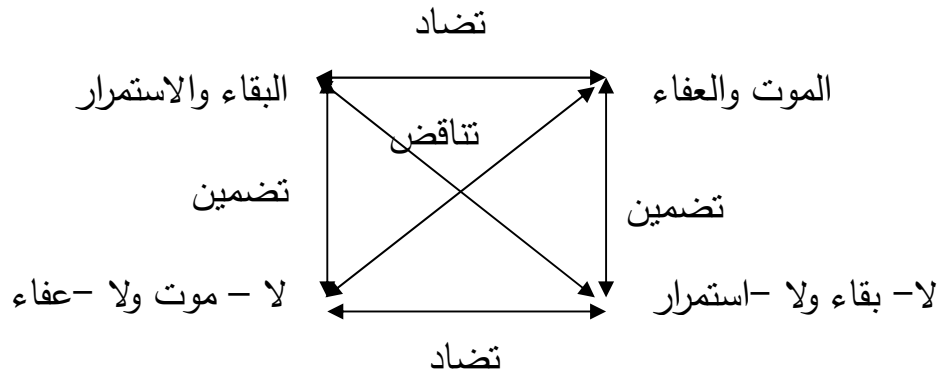 تضاد
الموت والعفاء
البقاء والاستمرار
تناقض
تضمين
تضمين
لا– بقاء ولا –استمرار
لا – موت ولا –عفاء
تضاد